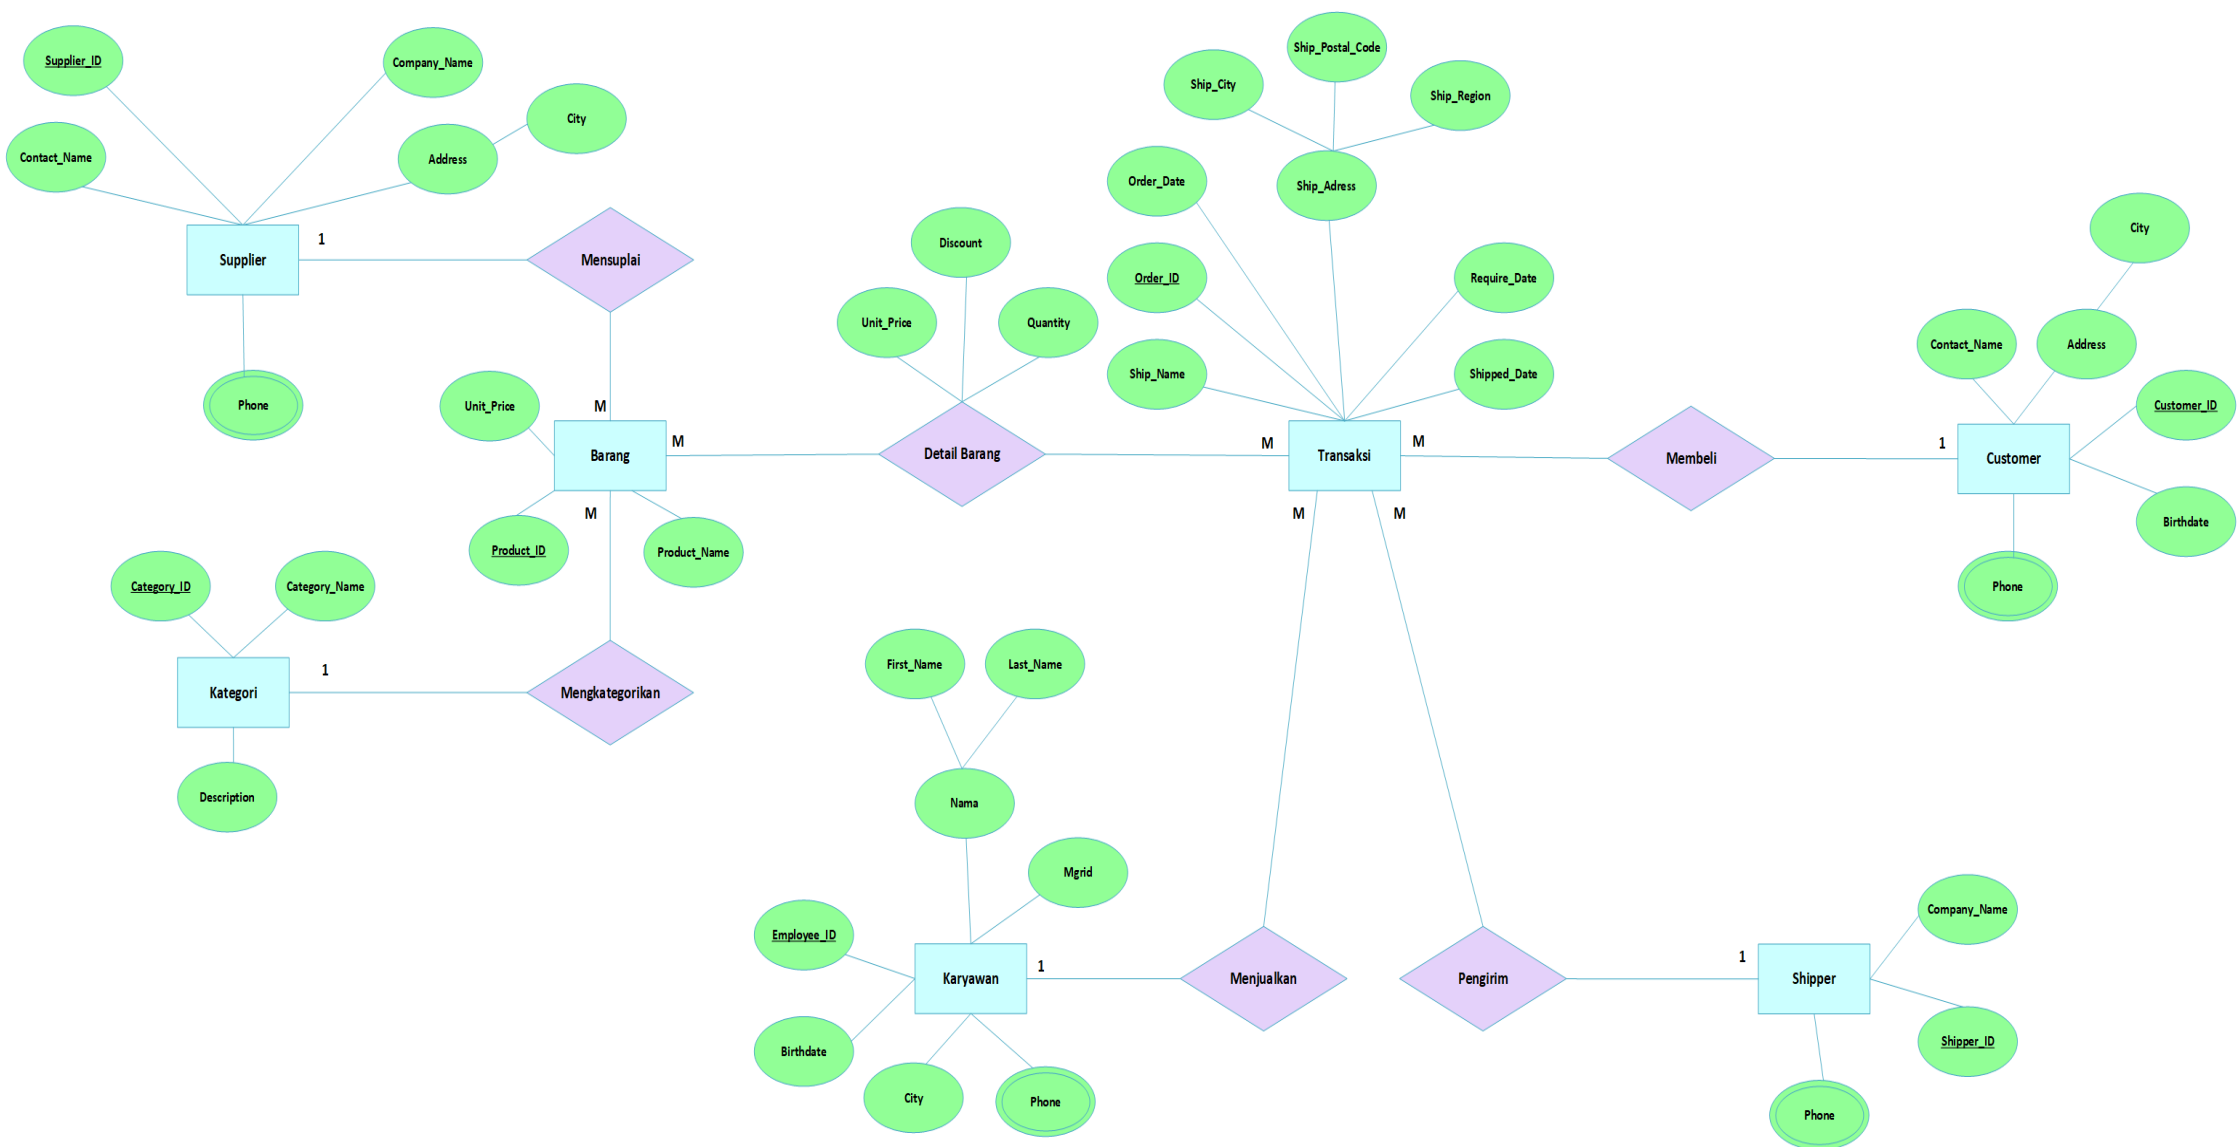 Ship_Postal_Code
Supplier_ID
Company_Name
Ship_City
Ship_Region
City
Contact_Name
Address
Order_Date
Ship_Adress
City
Discount
Supplier
1
Mensuplai
Order_ID
Require_Date
Unit_Price
Quantity
Contact_Name
Address
Ship_Name
Shipped_Date
Phone
Unit_Price
M
Customer_ID
Barang
M
Detail Barang
M
Transaksi
M
Membeli
1
Customer
M
M
M
Birthdate
Product_ID
Product_Name
Category_ID
Category_Name
Phone
First_Name
Last_Name
Kategori
1
Mengkategorikan
Description
Nama
Mgrid
Company_Name
Employee_ID
Karyawan
1
Menjualkan
Pengirim
1
Shipper
Birthdate
Shipper_ID
City
Phone
Phone